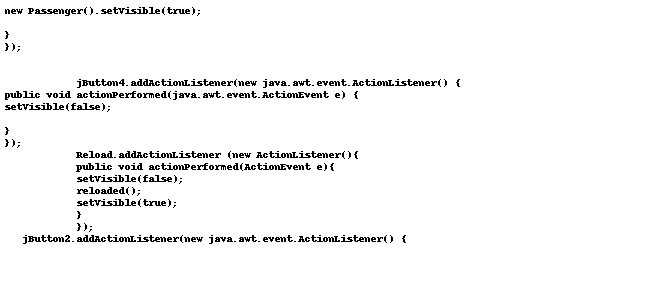 new Passenger().setVisible(true);
}
});
jButton4.addActionListener(new java.awt.event.ActionListener() {
public void actionPerformed(java.awt.event.ActionEvent e) {
setVisible(false);
}
});
Reload.addActionListener (new ActionListener(){
public void actionPerformed(ActionEvent e){
setVisible(false);
reloaded();
setVisible(true);
}
});
jButton2.addActionListener(new java.awt.event.ActionListener() {